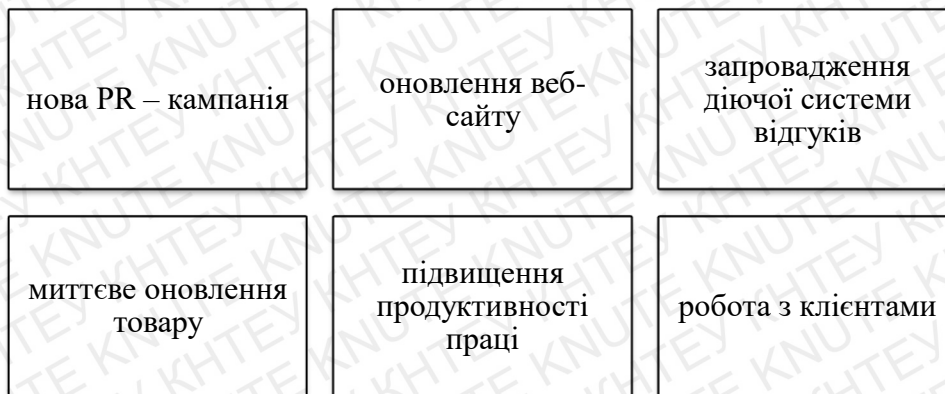 нова PR – кампанія
оновлення веб-
сайту
запровадження
діючої системи
відгуків
миттєве оновлення
товару
підвищення
продуктивності
праці
робота з клієнтами